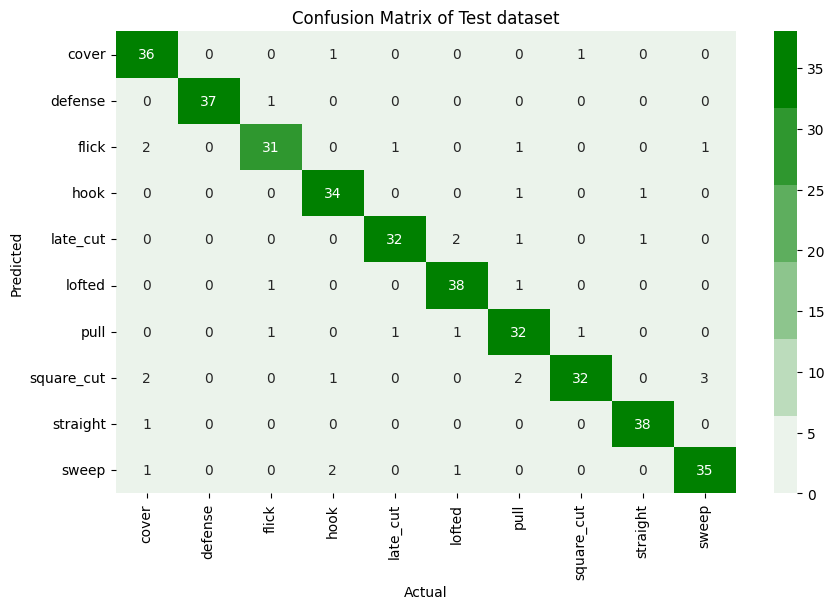 Confusion Matrix of Test dataset
cover 36 0 0 1 0 0 0 1 0 0
defense 0 37 1 0 0 0 0 0 0 0
flick 2 0 31 0 1 0 1 0 0 1
hook 0 0 0 34 0 0 1 0 1 0
late_cut 0 0 0 0 32 2 1 0 1 0
lofted 0 0 1 0 0 38 1 0 0 0
pull 0 0 1 0 1 1 32 1 0 0
square_cut 2 0 0 1 0 0 2 32 0 3
straight 1 0 0 0 0 0 0 0 38 0
sweep 1 0 0 2 0 1 0 0 0 35
cover defense flick hook late_cut lofted pull square_cut straight sweep
Predicted
Actual
35
30
25
20
15
10
5
0